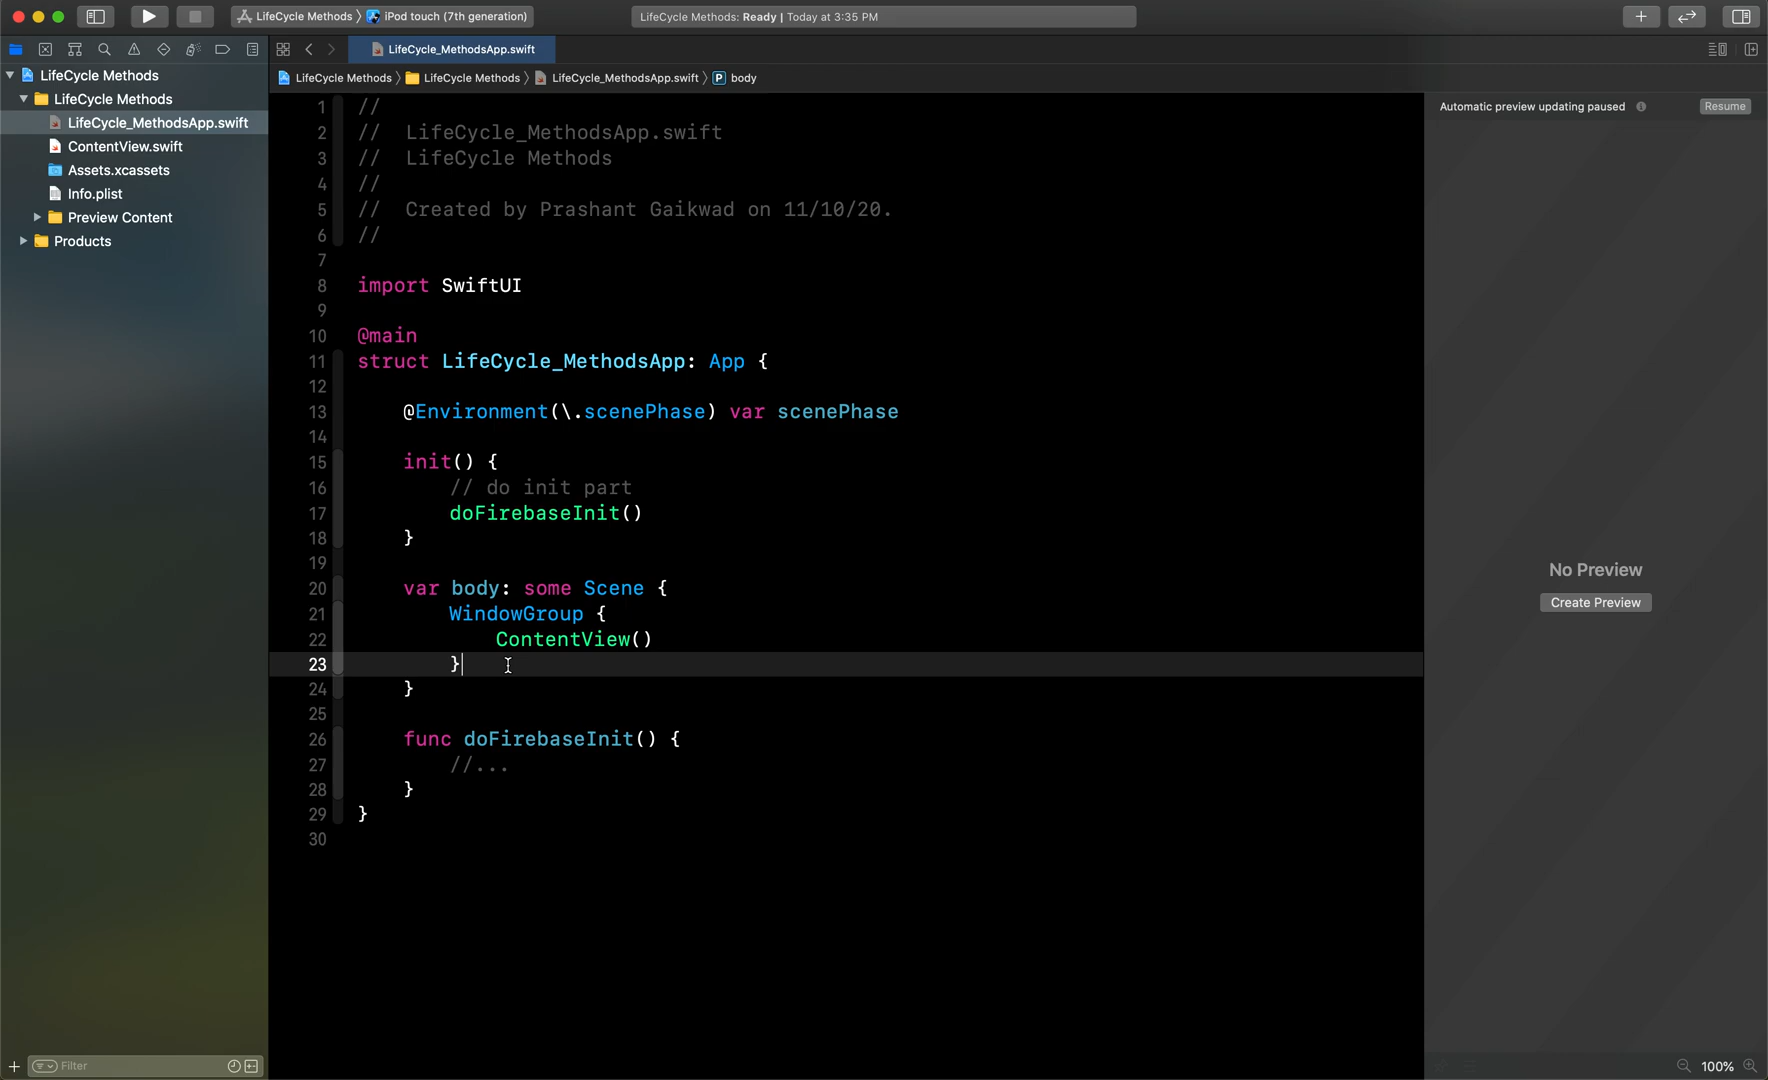 LifeCycle Methods
iPod touch (7th generation)
LifeCycle Methods: Ready | Today at 3:35 PM
LifeCycle_MethodsApp.swift
LifeCycle Methods
LifeCycle Methods
LifeCycle_MethodsApp.swift
body
LifeCycle Methods
LifeCycle Methods
LifeCycle_MethodsApp.swift
ContentView.swift
Assets.xcassets
Info.plist
Preview Content
Products
Filter
1 //
2 // LifeCycle_MethodsApp.swift
3 // LifeCycle Methods
4 //
5 // Created by Prashant Gaikwad on 11/10/20.
6 //
7
8 import SwiftUI
9
10 @main
11 struct LifeCycle_MethodsApp: App {
12
13 @Environment(\.scenePhase) var scenePhase
14
15 init() {
16 // do init part
17 doFirebaseInit()
18 }
19
20 var body: some Scene {
21 WindowGroup {
22 ContentView()
23 }
24 }
25
26 func doFirebaseInit() {
27 //...
28 }
29 }
30
Automatic preview updating paused
Resume
No Preview
Create Preview
100%